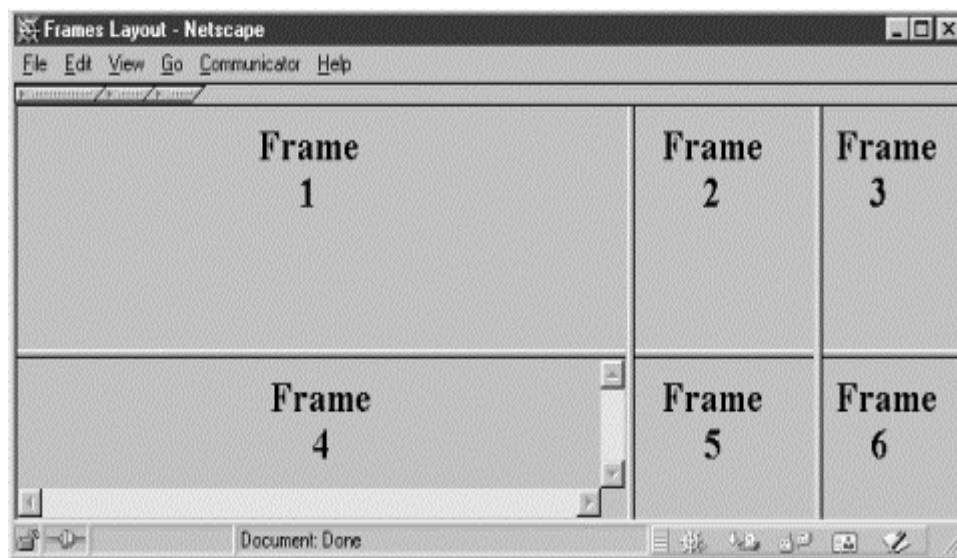 Frames Layout - Netscape
File Edit View Go Communicator Help
Frame
1
Frame
2
Frame
3
Frame
4
Frame
5
Frame
6
Document: Done